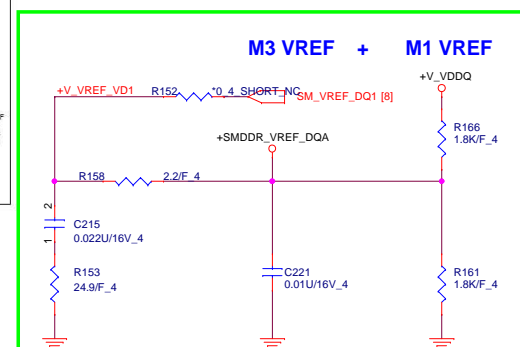 M3 VREF + M1 VREF
+V_VREF_VD1
R152
*0_4_SHORT_NC
SM_VREF_DQ1 [8]
+V_VDDQ
+SMDDR_VREF_DQA
R166
1.8K/F_4
R158
2.2/F_4
2
1
C215
0.022U/16V_4
R153
24.9/F_4
C221
0.01U/16V_4
R161
1.8K/F_4